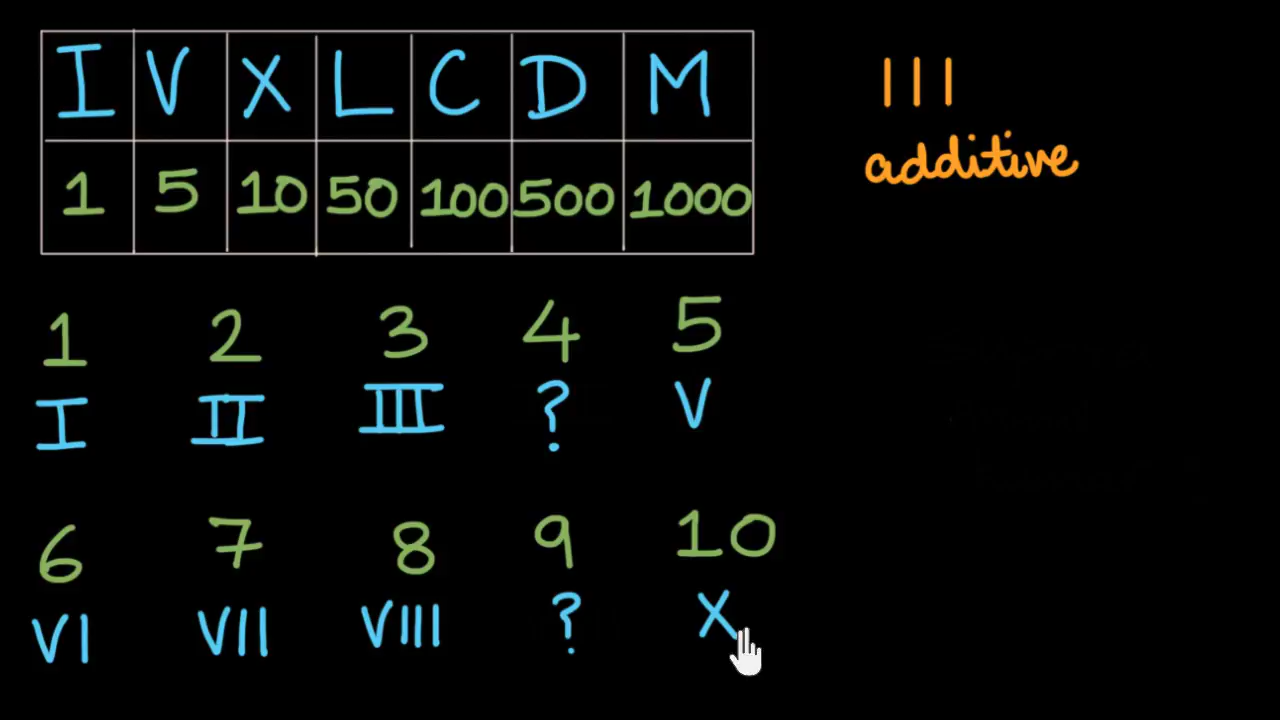 I V X L C D M
1 5 10 50 100 500 1000
III
additive
1 2 3 4 5
I II III ? V
6 7 8 9 10
VI VII VIII ? X